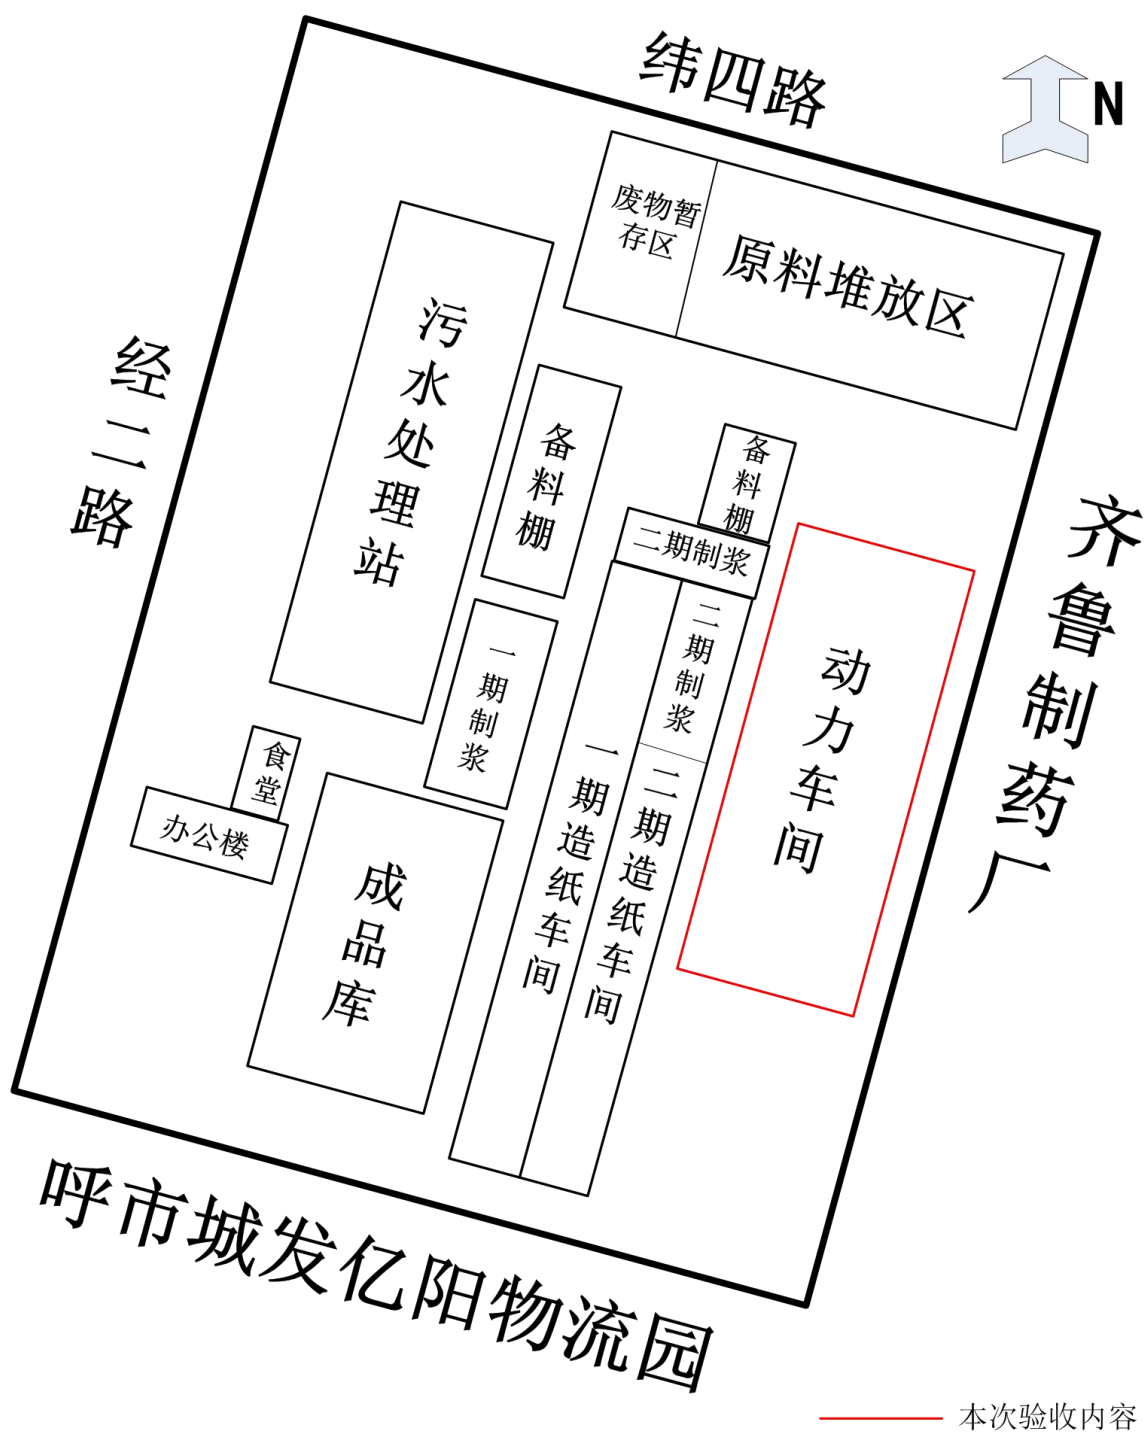 纬四路
N
废物暂
存区
原料堆放区
污水处理站
经二路
备料棚
备料棚
二期制浆
齐鲁制药厂
一期制浆
二期制浆
动力车间
食堂
办公楼
成品库
一期造纸车间
二期造纸车间
呼市城发亿阳物流园
本次验收内容